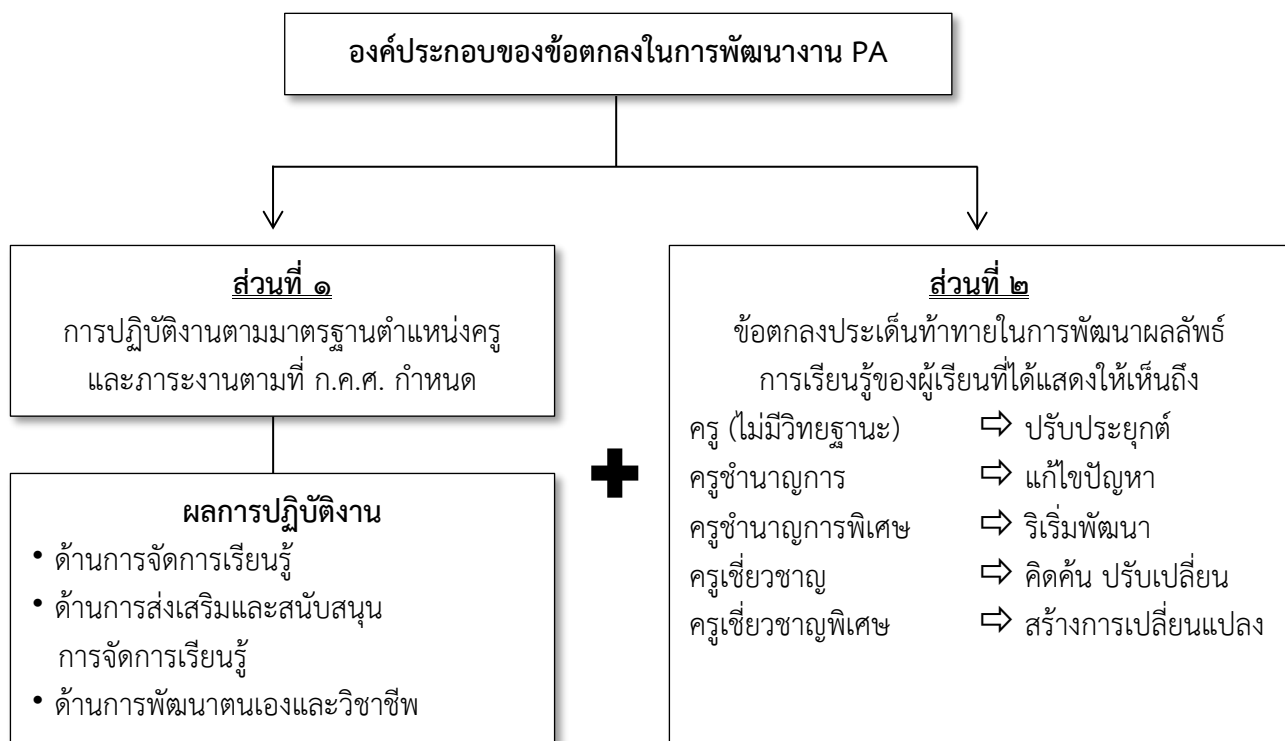 องค์ประกอบของข้อตกลงในการพัฒนางาน PA
ส่วนที่ ๑
การปฏิบัติงานตามมาตรฐานตำแหน่งครู
และภาระงานตามที่ ก.ค.ศ. กำหนด
ผลการปฏิบัติงาน
• ด้านการจัดการเรียนรู้
• ด้านการส่งเสริมและสนับสนุน
การจัดการเรียนรู้
• ด้านการพัฒนาตนเองและวิชาชีพ
ส่วนที่ ๒
ข้อตกลงประเด็นท้าทายในการพัฒนาผลลัพธ์
การเรียนรู้ของผู้เรียนที่ได้แสดงให้เห็นถึง
ครู (ไม่มีวิทยฐานะ) ⇨ ปรับประยุกต์
ครูชำนาญการ ⇨ แก้ไขปัญหา
ครูชำนาญการพิเศษ ⇨ ริเริ่มพัฒนา
ครูเชี่ยวชาญ ⇨ คิดค้น ปรับเปลี่ยน
ครูเชี่ยวชาญพิเศษ ⇨ สร้างการเปลี่ยนแปลง